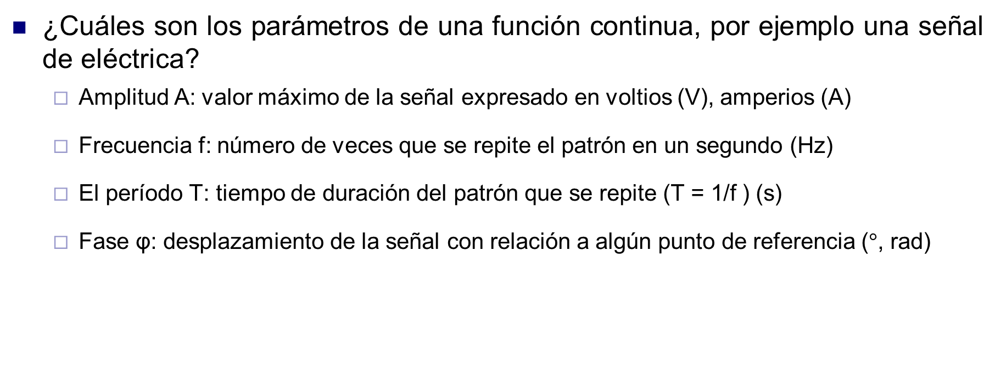 ¿Cuáles son los parámetros de una función continua, por ejemplo una señal
de eléctrica?
Amplitud A: valor máximo de la señal expresado en voltios (V), amperios (A)
Frecuencia f: número de veces que se repite el patrón en un segundo (Hz)
El período T: tiempo de duración del patrón que se repite (T = 1/f ) (s)
Fase φ: desplazamiento de la señal con relación a algún punto de referencia (°, rad)